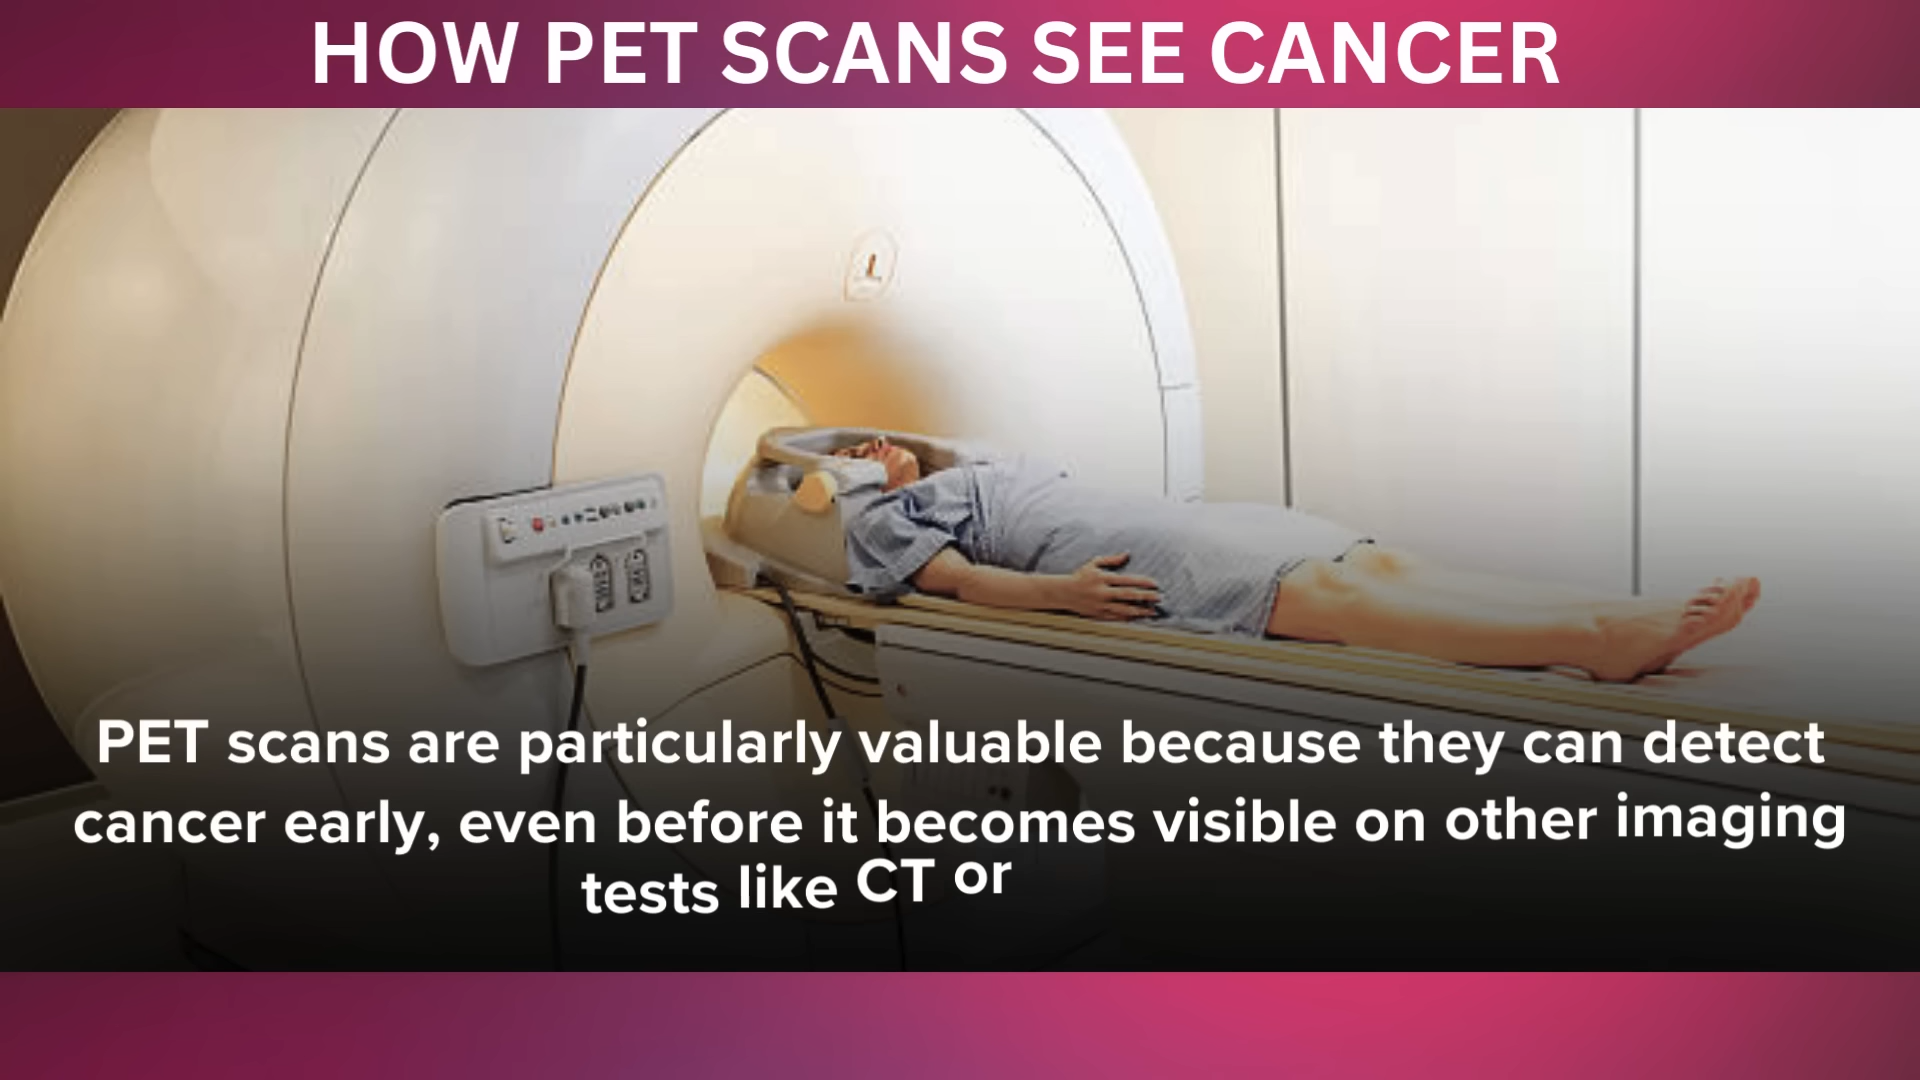 HOW PET SCANS SEE CANCER
L
PET scans are particularly valuable because they can detect
cancer early, even before it becomes visible on other imaging
tests like CT or